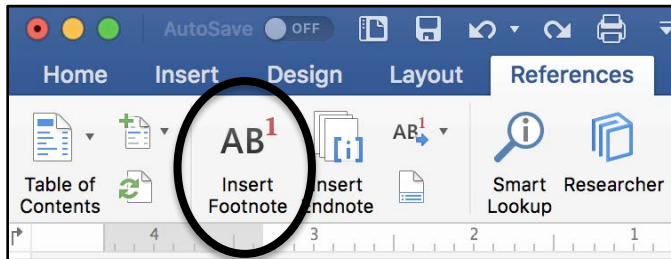 AutoSave OFF
Home Insert Design Layout References
AB1 [i] AB1 i
Table of Contents Insert Footnote Insert Endnote Smart Lookup Researcher
4 3 2 1